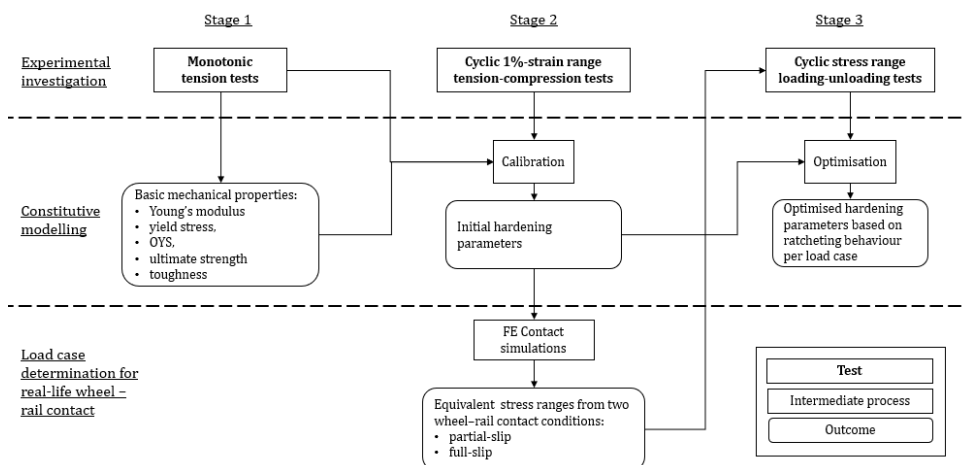 Stage 1
Stage 2
Stage 3
Experimental
investigation
Monotonic
tension tests
Cyclic 1%-strain range
tension-compression tests
Cyclic stress range
loading-unloading tests
Constitutive
modelling
Basic mechanical properties:
• Young's modulus
• yield stress,
• OYS,
• ultimate strength
• toughness
Calibration
Initial hardening
parameters
Optimisation
Optimised hardening
parameters based on
ratcheting behaviour
per load case
Load case
determination for
real-life wheel –
rail contact
FE Contact
simulations
Equivalent stress ranges from two
wheel–rail contact conditions:
• partial-slip
• full-slip
Test
Intermediate process
Outcome